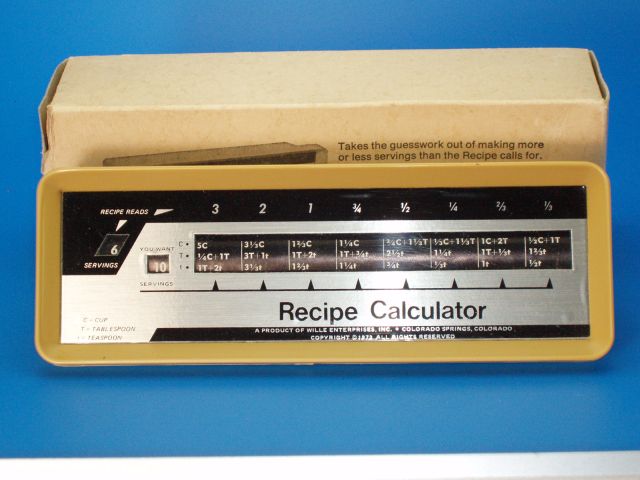 Takes the guesswork out of making more
or less servings than the Recipe calls for.
RECIPE READS 3 2 1 ¾ ½ ¼ ⅔ ⅓
6
SERVINGS
YOU WANT
10
SERVINGS
C • 5C 3⅓C 1⅔C 1¼C ¾C+1½T ⅓C+1½T 1C+2T ½C+1T
T • ¼C+1T 3T+1t 1T+2t 1T+¾t 2½t 1¼t 1T+⅓t 1⅔t
t • 1T+2t 3⅓t 1⅔t 1¼t ¾t ½t 1t ½t
Recipe Calculator
C = CUP
T = TABLESPOON
t = TEASPOON
A PRODUCT OF WILLE ENTERPRISES, INC. • COLORADO SPRINGS, COLORADO
COPYRIGHT © 1973 ALL RIGHTS RESERVED